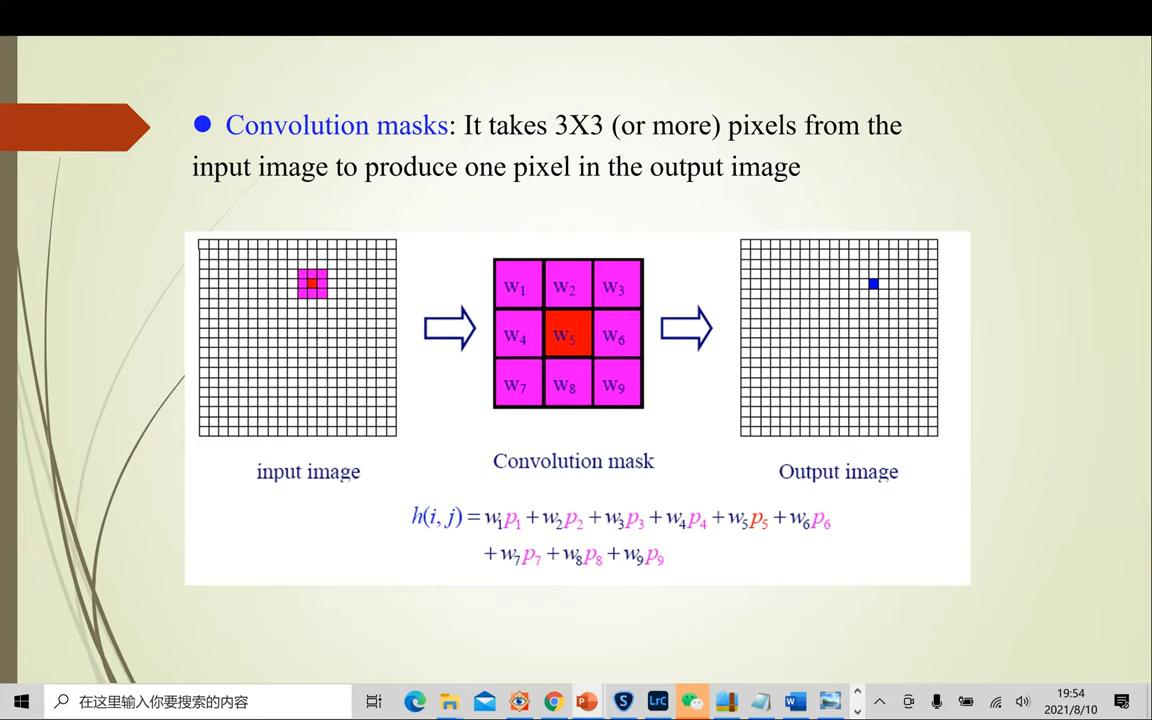 ● Convolution masks: It takes 3X3 (or more) pixels from the
input image to produce one pixel in the output image
w₁ w₂ w₃
w₄ w₅ w₆
w₇ w₈ w₉
input image
Convolution mask
Output image
h(i, j) = w₁p₁ + w₂p₂ + w₃p₃ + w₄p₄ + w₅p₅ + w₆p₆
+ w₇p₇ + w₈p₈ + w₉p₉
在这里输入你要搜索的内容
S
LrC
W
19:54
2021/8/10